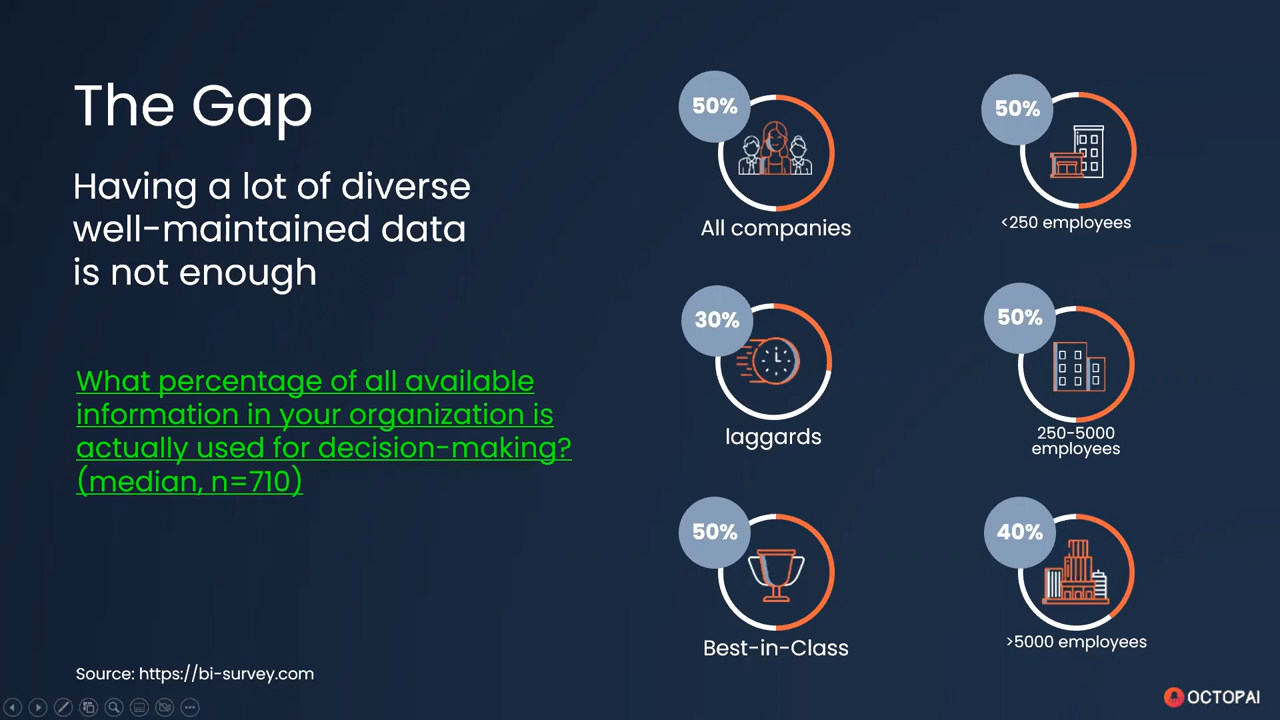 The Gap
Having a lot of diverse
well-maintained data
is not enough
What percentage of all available
information in your organization is
actually used for decision-making?
(median, n=710)
Source: https://bi-survey.com
50%
All companies
50%
<250 employees
30%
laggards
50%
250-5000
employees
50%
Best-in-Class
40%
>5000 employees
OCTOPAI